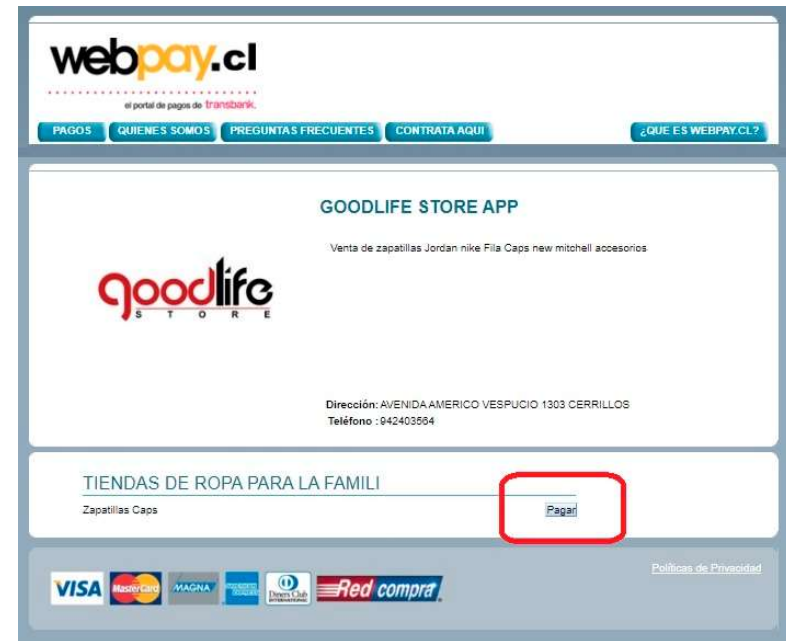 webpay.cl
el portal de pagos de transbank.
PAGOS QUIENES SOMOS PREGUNTAS FRECUENTES CONTRATA AQUI ¿QUE ES WEBPAY.CL?
GOODLIFE STORE APP
Venta de zapatillas Jordan nike Fila Caps new mitchell accesorios
goodlife
STORE
Dirección: AVENIDA AMERICO VESPUCIO 1303 CERRILLOS
Teléfono : 942403564
TIENDAS DE ROPA PARA LA FAMILI
Zapatillas Caps Pagar
Políticas de Privacidad
VISA MasterCard MAGNA Diners Club INTERNATIONAL Red compra